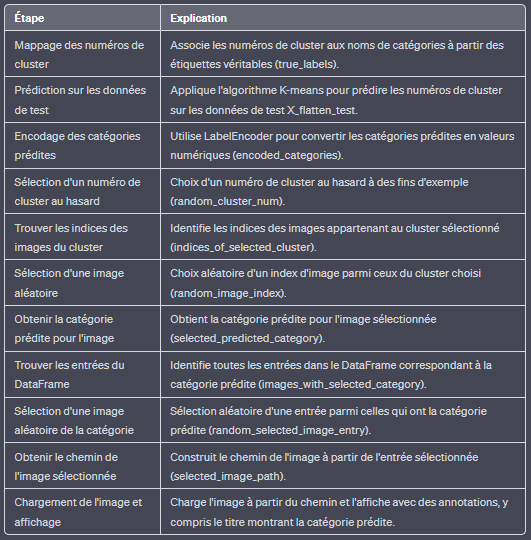 Étape Explication
Mappage des numéros de Associe les numéros de cluster aux noms de catégories à partir des
cluster étiquettes véritables (true_labels).
Prédiction sur les données Applique l'algorithme K-means pour prédire les numéros de cluster
de test sur les données de test X_flatten_test.
Encodage des catégories Utilise LabelEncoder pour convertir les catégories prédites en valeurs
prédites numériques (encoded_categories).
Sélection d'un numéro de Choix d'un numéro de cluster au hasard à des fins d'exemple
cluster au hasard (random_cluster_num).
Trouver les indices des Identifie les indices des images appartenant au cluster sélectionné
images du cluster (indices_of_selected_cluster).
Sélection d'une image Choix aléatoire d'un index d'image parmi ceux du cluster choisi
aléatoire (random_image_index).
Obtenir la catégorie Obtient la catégorie prédite pour l'image sélectionnée
prédite pour l'image (selected_predicted_category).
Trouver les entrées du Identifie toutes les entrées dans le DataFrame correspondant à la
DataFrame catégorie prédite (images_with_selected_category).
Sélection d'une image Sélection aléatoire d'une entrée parmi celles qui ont la catégorie
aléatoire de la catégorie prédite (random_selected_image_entry).
Obtenir le chemin de Construit le chemin de l'image à partir de l'entrée sélectionnée
l'image sélectionnée (selected_image_path).
Chargement de l'image et Charge l'image à partir du chemin et l'affiche avec des annotations, y
affichage compris le titre montrant la catégorie prédite.